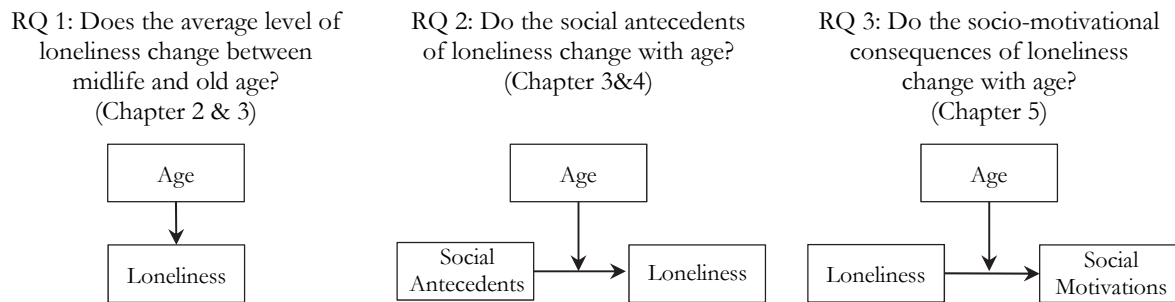 RQ 1: Does the average level of
loneliness change between
midlife and old age?
(Chapter 2 & 3)
Age
Loneliness
RQ 2: Do the social antecedents
of loneliness change with age?
(Chapter 3&4)
Age
Social
Antecedents
Loneliness
RQ 3: Do the socio-motivational
consequences of loneliness
change with age?
(Chapter 5)
Age
Loneliness
Social
Motivations